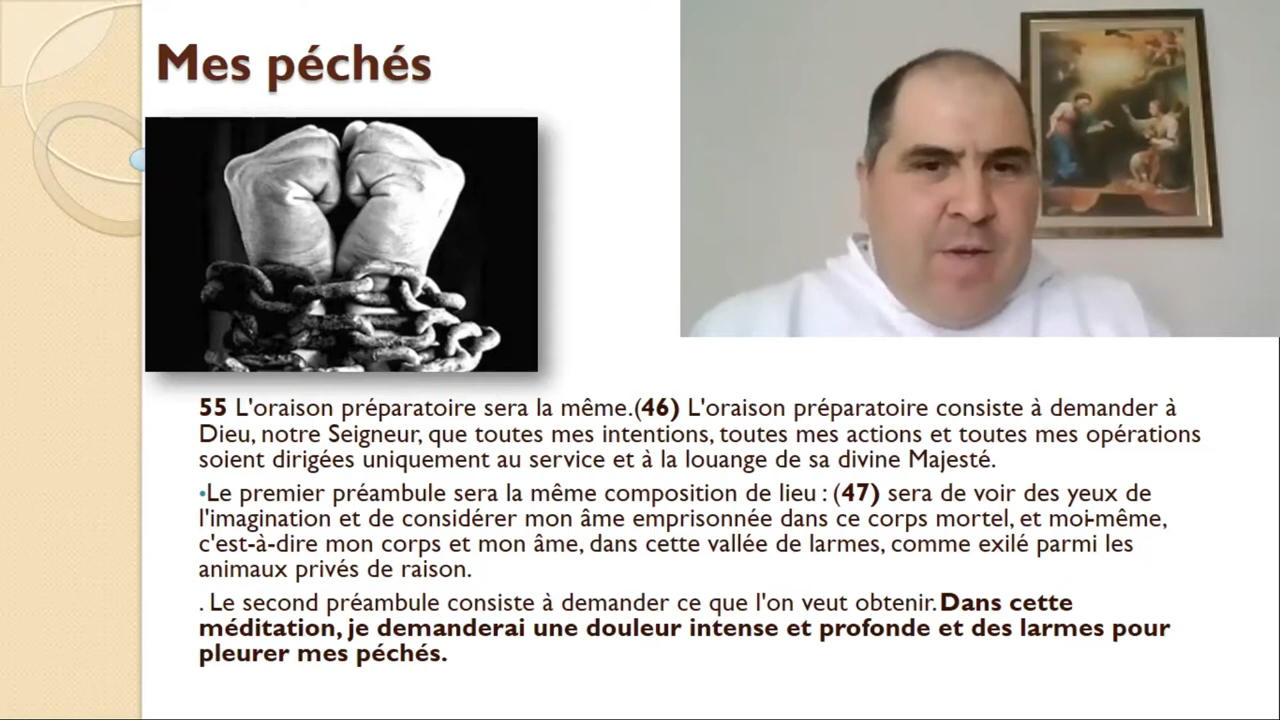 Mes péchés
55 L'oraison préparatoire sera la même.(46) L'oraison préparatoire consiste à demander à
Dieu, notre Seigneur, que toutes mes intentions, toutes mes actions et toutes mes opérations
soient dirigées uniquement au service et à la louange de sa divine Majesté.
•Le premier préambule sera la même composition de lieu : (47) sera de voir des yeux de
l'imagination et de considérer mon âme emprisonnée dans ce corps mortel, et moi-même,
c'est-à-dire mon corps et mon âme, dans cette vallée de larmes, comme exilé parmi les
animaux privés de raison.
. Le second préambule consiste à demander ce que l'on veut obtenir. Dans cette
méditation, je demanderai une douleur intense et profonde et des larmes pour
pleurer mes péchés.